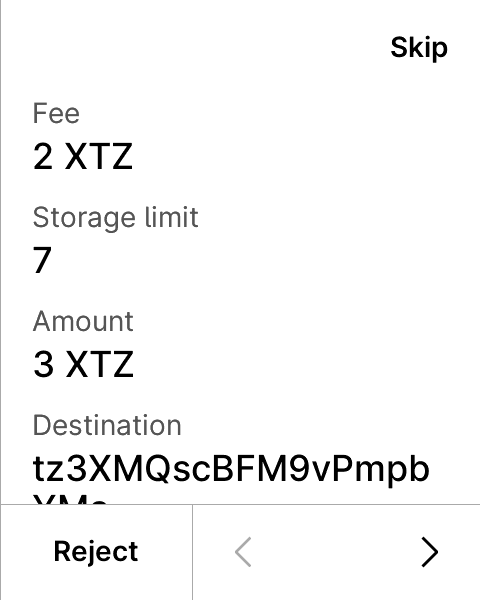 Skip
Fee
2 XTZ
Storage limit
7
Amount
3 XTZ
Destination
tz3XMQscBFM9vPmpb
Reject